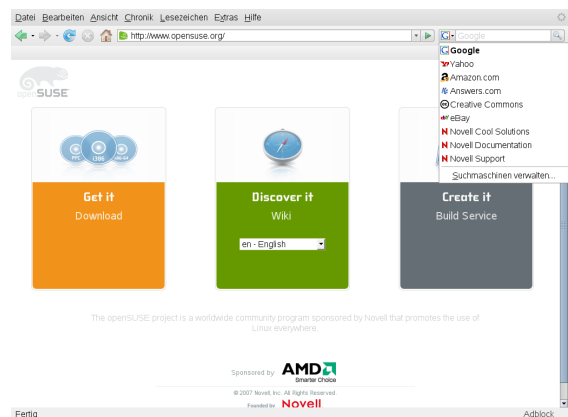 Datei Bearbeiten Ansicht Chronik Lesezeichen Extras Hilfe
http://www.opensuse.org/
Google
Google
Yahoo
Amazon.com
Answers.com
Creative Commons
eBay
Novell Cool Solutions
Novell Documentation
Novell Support
Suchmaschinen verwalten...
openSUSE
PPC i386 x86-64
Get it
Download
Discover it
Wiki
en - English
Create it
Build Service
The openSUSE project is a worldwide community program sponsored by Novell that promotes the use of
Linux everywhere.
Sponsored by AMD
Smarter Choice
© 2007 Novell, Inc. All Rights Reserved.
Founded by Novell
Fertig
Adblock